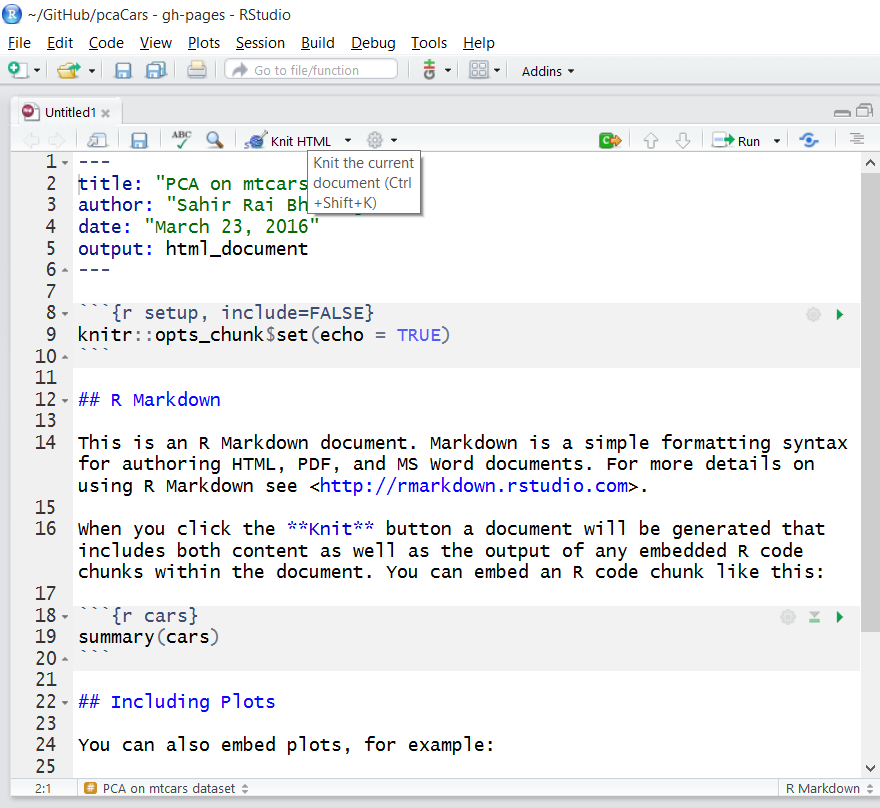 ~/GitHub/pcaCars - gh-pages - RStudio
File Edit Code View Plots Session Build Debug Tools Help
Go to file/function Addins
Untitled1
ABC Knit HTML Run
Knit the current
document (Ctrl
+Shift+K)
1 ---
2 title: "PCA on mtcars
3 author: "Sahir Rai Bh
4 date: "March 23, 2016"
5 output: html_document
6 ---
7
8 ```{r setup, include=FALSE}
9 knitr::opts_chunk$set(echo = TRUE)
10 ```
11
12 ## R Markdown
13
14 This is an R Markdown document. Markdown is a simple formatting syntax
for authoring HTML, PDF, and MS Word documents. For more details on
using R Markdown see <http://rmarkdown.rstudio.com>.
15
16 When you click the **Knit** button a document will be generated that
includes both content as well as the output of any embedded R code
chunks within the document. You can embed an R code chunk like this:
17
18 ```{r cars}
19 summary(cars)
20 ```
21
22 ## Including Plots
23
24 You can also embed plots, for example:
25
2:1 # PCA on mtcars dataset R Markdown